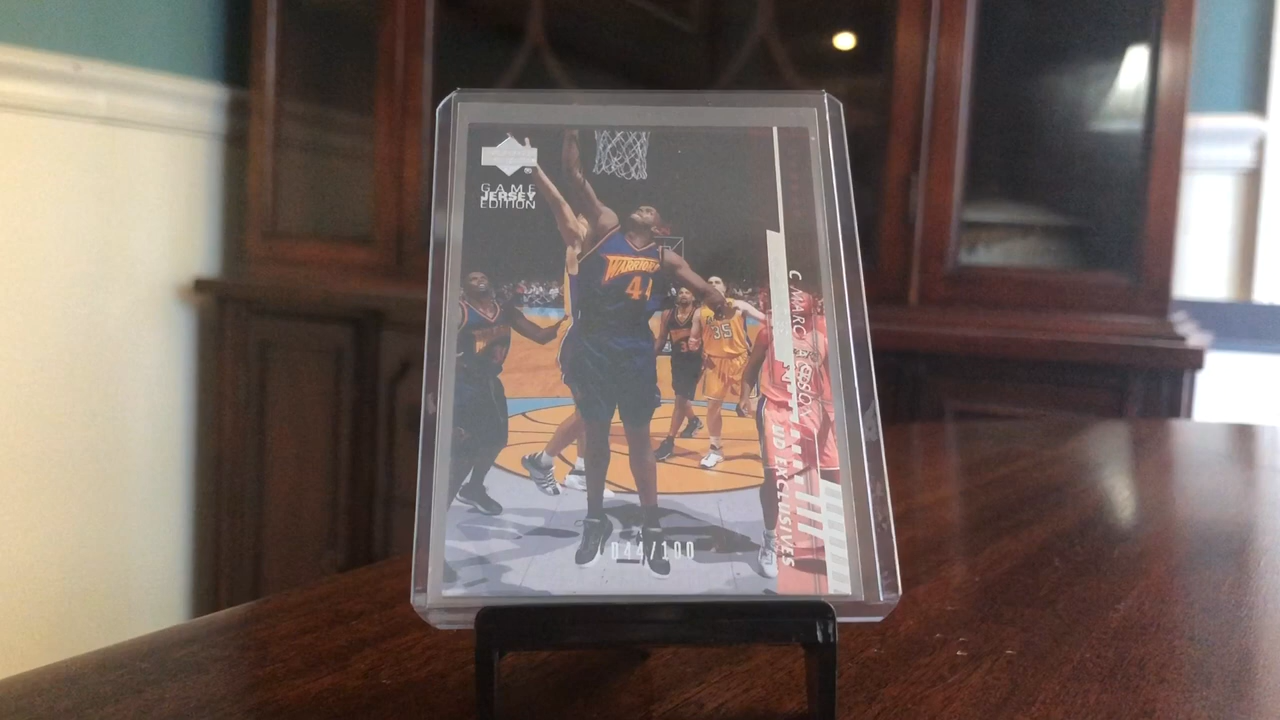 GAME
JERSEY
EDITION
WARRIORS
44
35
C
MARC JACKSON
UD EXCLUSIVES
044/100